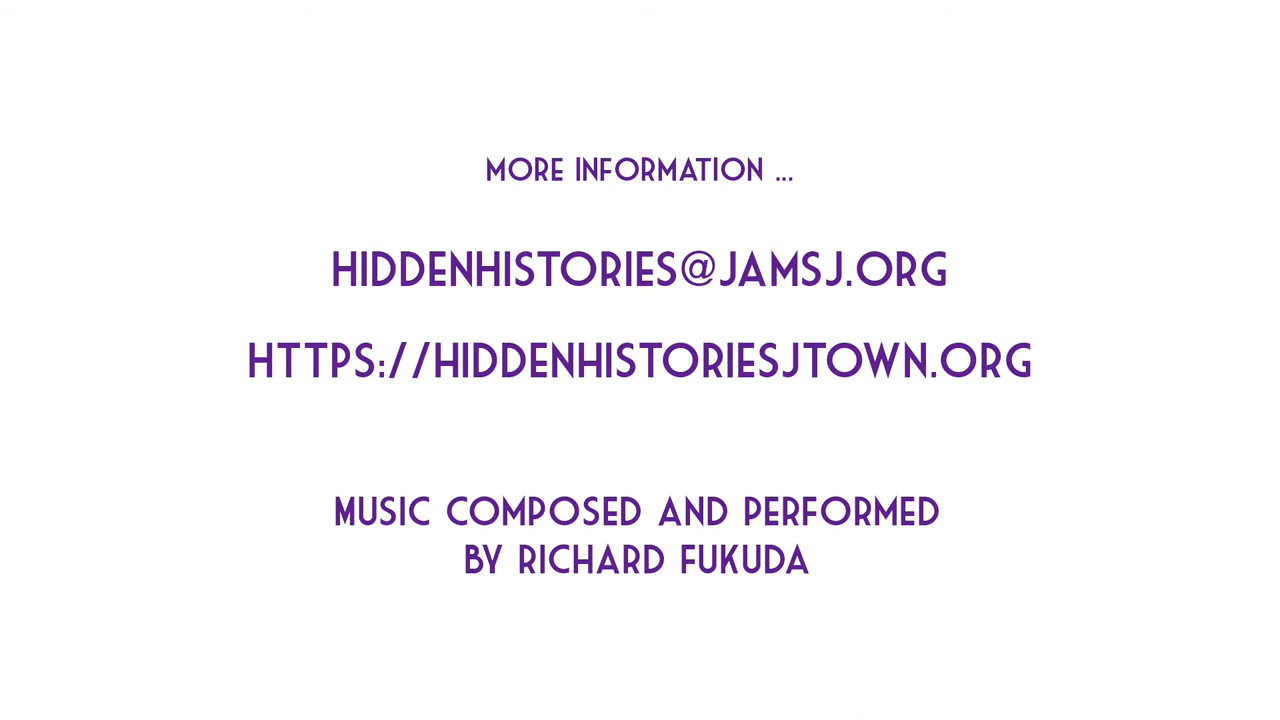 MORE INFORMATION ...
HIDDENHISTORIES@JAMSJ.ORG
HTTPS://HIDDENHISTORIESJTOWN.ORG
MUSIC COMPOSED AND PERFORMED
BY RICHARD FUKUDA